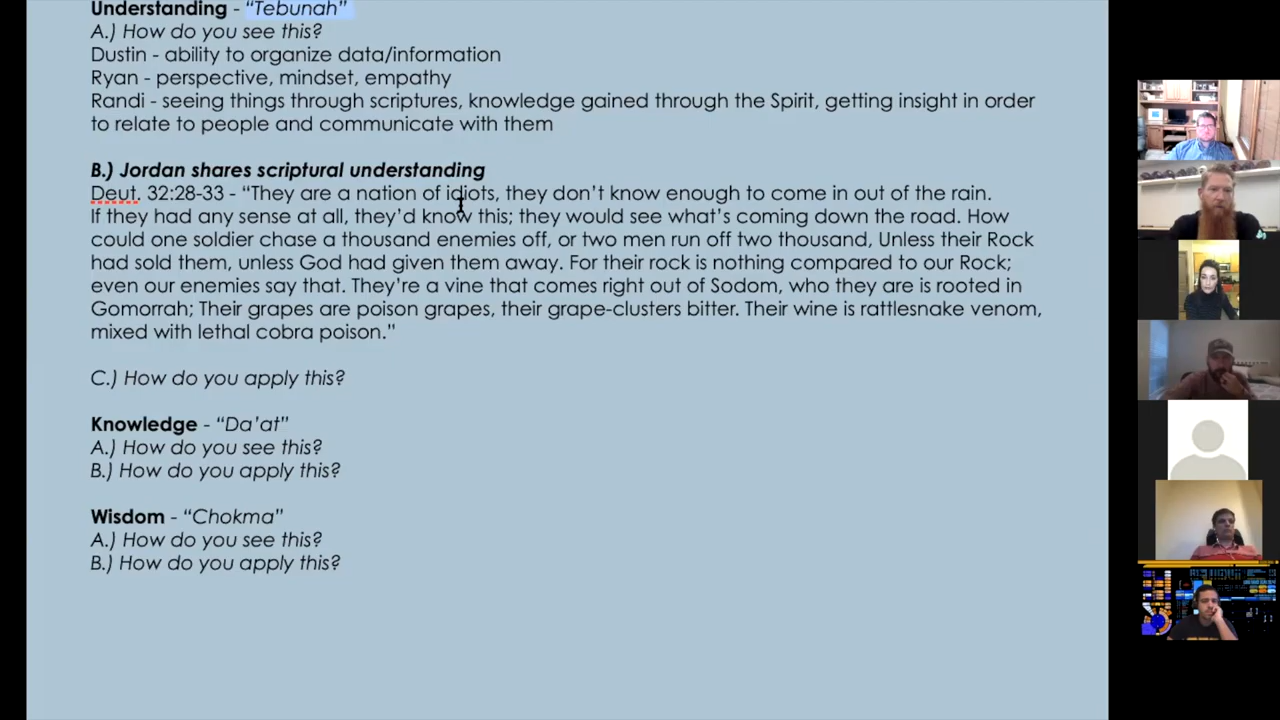 Understanding - “Tebunah”
A.) How do you see this?
Dustin - ability to organize data/information
Ryan - perspective, mindset, empathy
Randi - seeing things through scriptures, knowledge gained through the Spirit, getting insight in order
to relate to people and communicate with them
B.) Jordan shares scriptural understanding
Deut. 32:28-33 - “They are a nation of idiots, they don’t know enough to come in out of the rain.
If they had any sense at all, they’d know this; they would see what’s coming down the road. How
could one soldier chase a thousand enemies off, or two men run off two thousand, Unless their Rock
had sold them, unless God had given them away. For their rock is nothing compared to our Rock;
even our enemies say that. They’re a vine that comes right out of Sodom, who they are is rooted in
Gomorrah; Their grapes are poison grapes, their grape-clusters bitter. Their wine is rattlesnake venom,
mixed with lethal cobra poison.”
C.) How do you apply this?
Knowledge - “Da’at”
A.) How do you see this?
B.) How do you apply this?
Wisdom - “Chokma”
A.) How do you see this?
B.) How do you apply this?